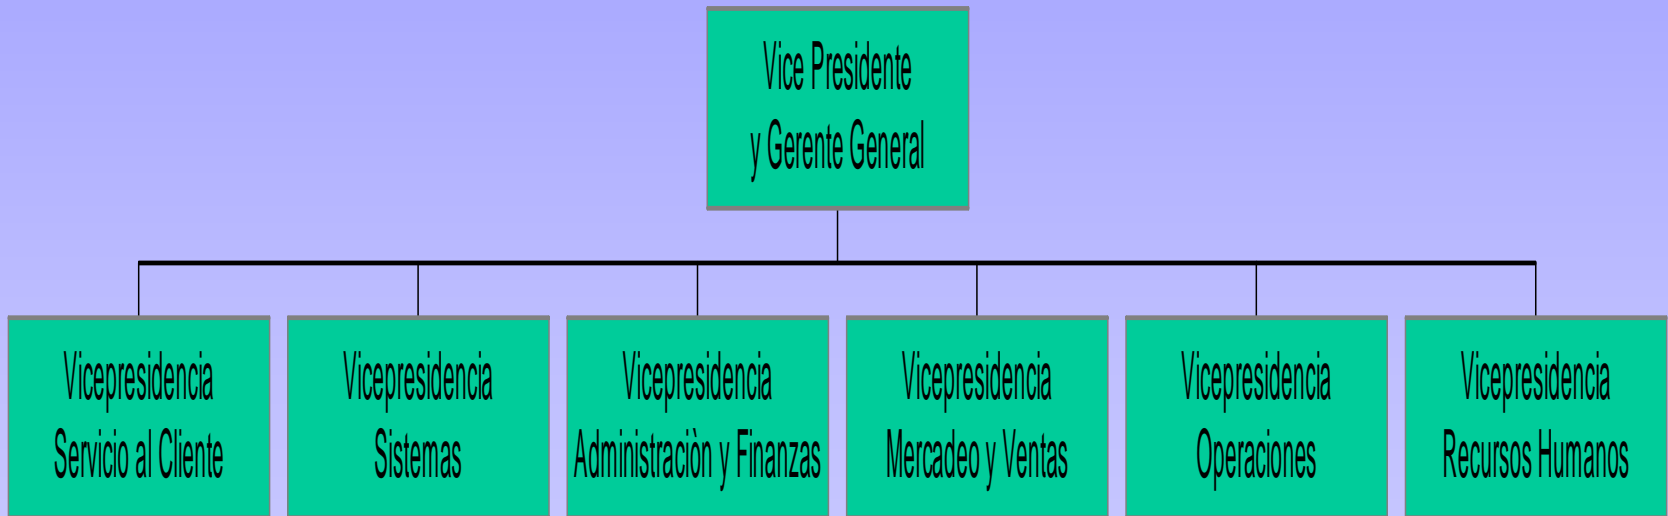 Vice Presidente
y Gerente General
Vicepresidencia
Servicio al Cliente
Vicepresidencia
Sistemas
Vicepresidencia
Administraciòn y Finanzas
Vicepresidencia
Mercadeo y Ventas
Vicepresidencia
Operaciones
Vicepresidencia
Recursos Humanos